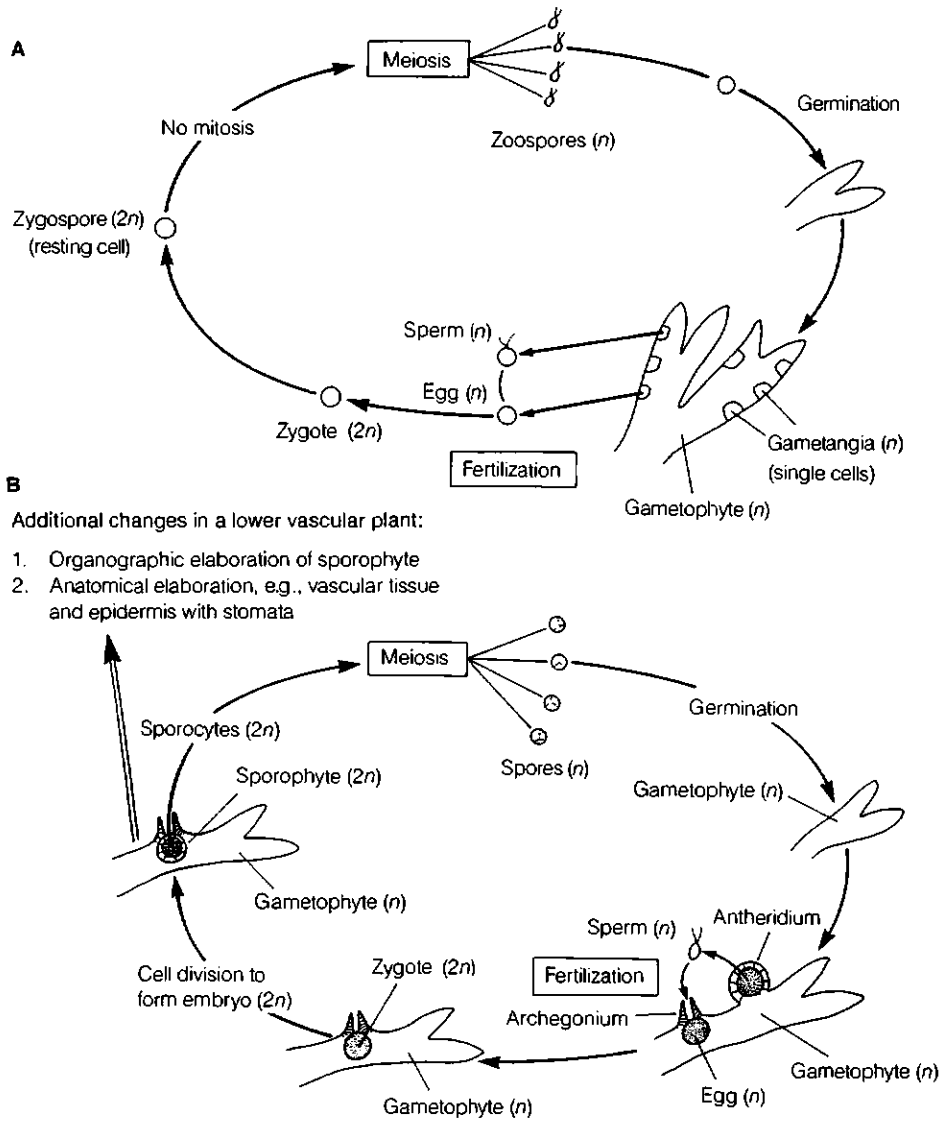 A
Meiosis
Zoospores (n)
Germination
No mitosis
Zygospore (2n)
(resting cell)
Sperm (n)
Egg (n)
Zygote (2n)
Fertilization
Gametangia (n)
(single cells)
Gametophyte (n)
B
Additional changes in a lower vascular plant:
1. Organographic elaboration of sporophyte
2. Anatomical elaboration, e.g., vascular tissue
and epidermis with stomata
Meiosis
Spores (n)
Germination
Sporocytes (2n)
Sporophyte (2n)
Gametophyte (n)
Gametophyte (n)
Cell division to
form embryo (2n)
Zygote (2n)
Gametophyte (n)
Fertilization
Sperm (n)
Antheridium
Archegonium
Egg (n)
Gametophyte (n)